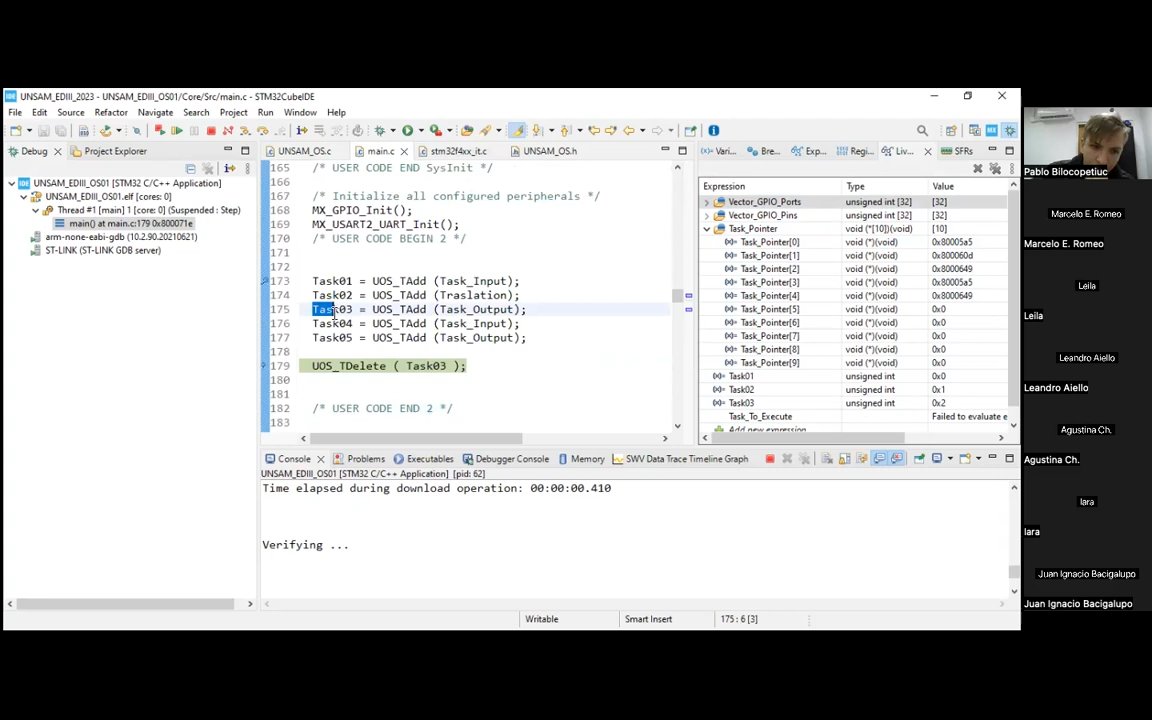 UNSAM_EDIII_2023 - UNSAM_EDIII_OS01/Core/Src/main.c - STM32CubeIDE
File Edit Source Refactor Navigate Search Project Run Window Help
Debug Project Explorer
UNSAM_EDIII_OS01 [STM32 C/C++ Application]
UNSAM_EDIII_OS01.elf [cores: 0]
Thread #1 [main] 1 [core: 0] (Suspended : Step)
main() at main.c:179 0x800071e
arm-none-eabi-gdb (10.2.90.20210621)
ST-LINK (ST-LINK GDB server)
UNSAM_OS.c main.c stm32f4xx_it.c UNSAM_OS.h
165 /* USER CODE END SysInit */
166
167 /* Initialize all configured peripherals */
168 MX_GPIO_Init();
169 MX_USART2_UART_Init();
170 /* USER CODE BEGIN 2 */
171
172
173 Task01 = UOS_TAdd (Task_Input);
174 Task02 = UOS_TAdd (Traslation);
175 Task03 = UOS_TAdd (Task_Output);
176 Task04 = UOS_TAdd (Task_Input);
177 Task05 = UOS_TAdd (Task_Output);
178
179 UOS_TDelete ( Task03 );
180
181
182 /* USER CODE END 2 */
183
Vari... Bre... Exp... Regi... Liv... SFRs
Expression Type Value
Vector_GPIO_Ports unsigned int [32] [32]
Vector_GPIO_Pins unsigned int [32] [32]
Task_Pointer void (*[10])(void) [10]
Task_Pointer[0] void (*)(void) 0x80005a5
Task_Pointer[1] void (*)(void) 0x800060d
Task_Pointer[2] void (*)(void) 0x8000649
Task_Pointer[3] void (*)(void) 0x80005a5
Task_Pointer[4] void (*)(void) 0x8000649
Task_Pointer[5] void (*)(void) 0x0
Task_Pointer[6] void (*)(void) 0x0
Task_Pointer[7] void (*)(void) 0x0
Task_Pointer[8] void (*)(void) 0x0
Task_Pointer[9] void (*)(void) 0x0
Task01 unsigned int 0x0
Task02 unsigned int 0x1
Task03 unsigned int 0x2
Task_To_Execute Failed to evaluate e
Add new expression
Console Problems Executables Debugger Console Memory SWV Data Trace Timeline Graph
UNSAM_EDIII_OS01 [STM32 C/C++ Application] [pid: 62]
Time elapsed during download operation: 00:00:00.410
Verifying ...
Writable Smart Insert 175 : 6 [3]
Pablo Bilocopetiuc
Marcelo E. Romeo
Marcelo E. Romeo
Leila
Leila
Leandro Aiello
Leandro Aiello
Agustina Ch.
Agustina Ch.
Iara
Iara
Juan Ignacio Bacigalupo
Juan Ignacio Bacigalupo